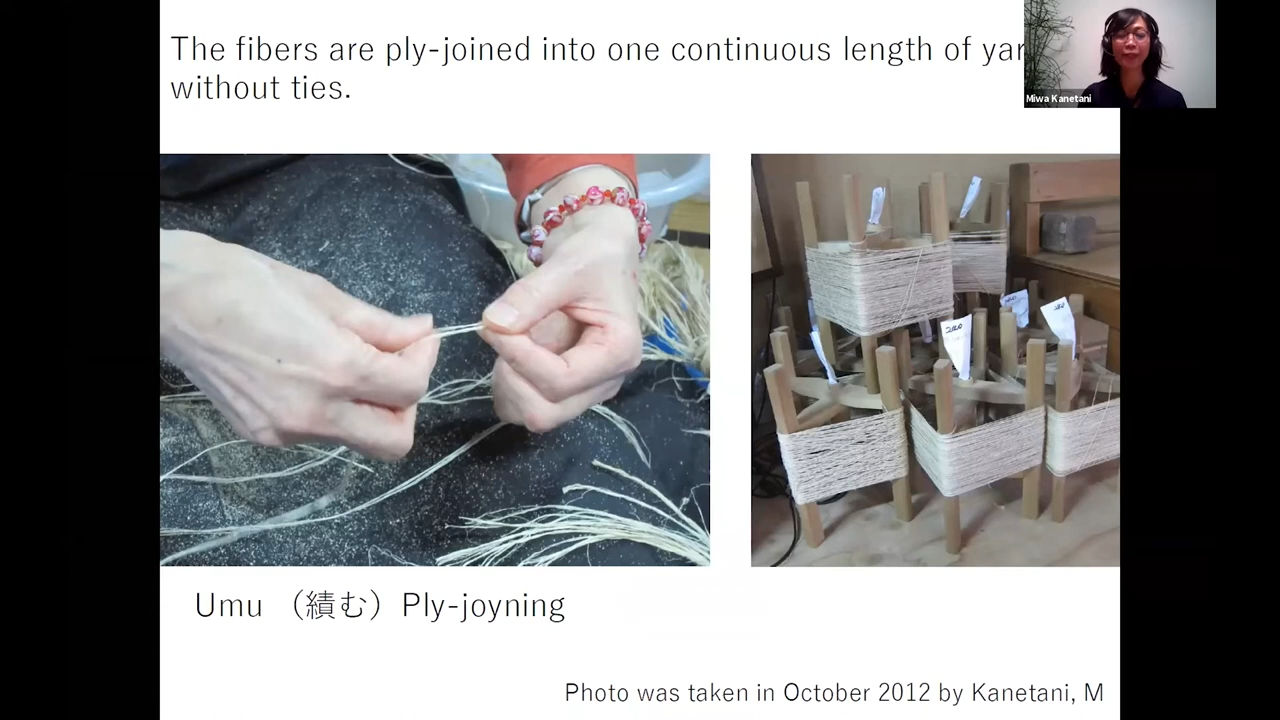 The fibers are ply-joined into one continuous length of yar
without ties.
Miwa Kanetani
Umu （績む）Ply-joyning
Photo was taken in October 2012 by Kanetani, M